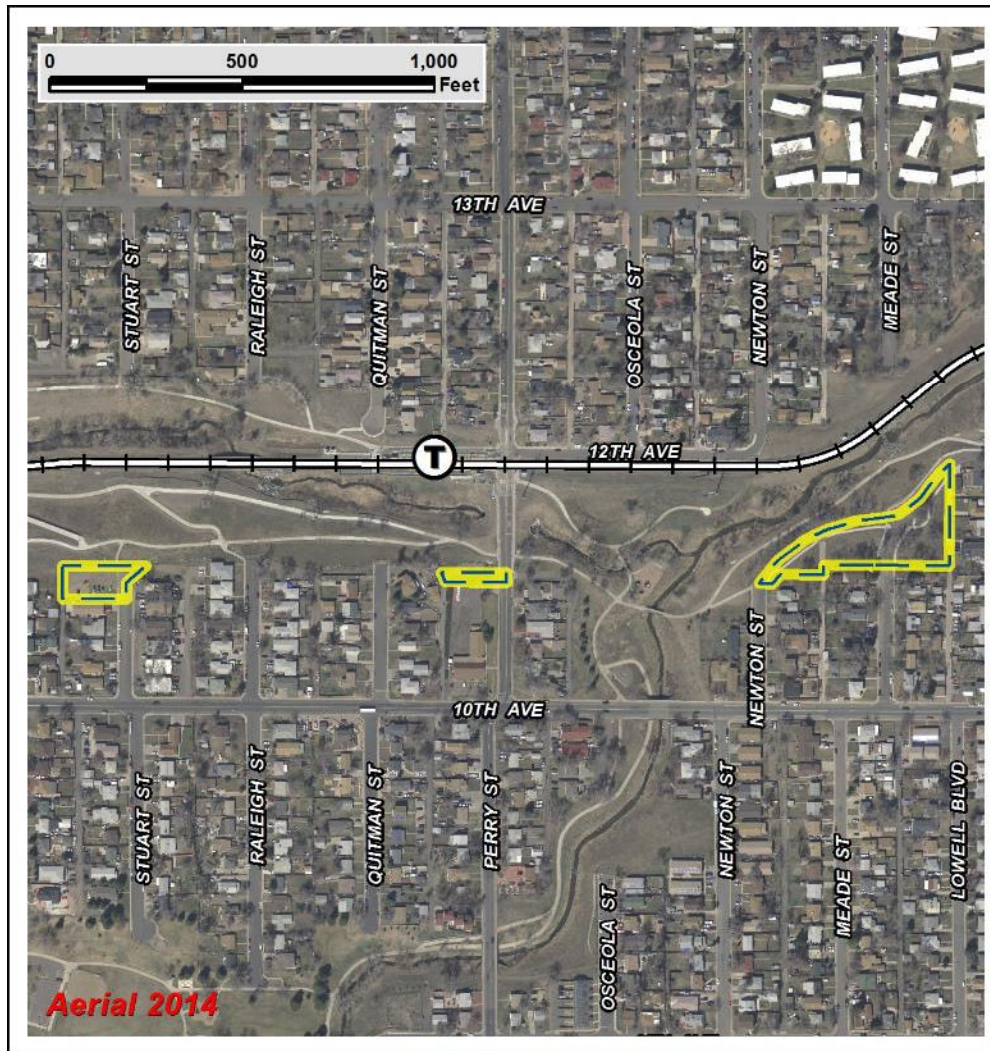 0 500 1,000
Feet
13TH AVE
STUART ST
RALEIGH ST
QUITMAN ST
OSCEOLA ST
NEWTON ST
MEADE ST
T
12TH AVE
NEWTON ST
10TH AVE
STUART ST
RALEIGH ST
QUITMAN ST
PERRY ST
NEWTON ST
MEADE ST
LOWELL BLVD
OSCEOLA ST
Aerial 2014